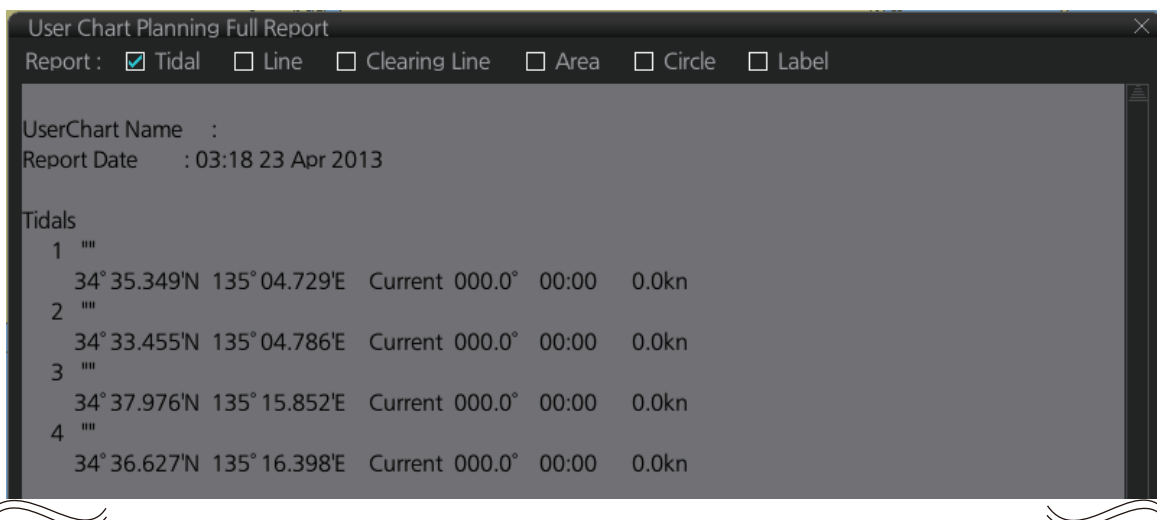 User Chart Planning Full Report
Report : Tidal Line Clearing Line Area Circle Label
UserChart Name :
Report Date : 03:18 23 Apr 2013
Tidals
1 ""
34°35.349'N 135°04.729'E Current 000.0° 00:00 0.0kn
2 ""
34°33.455'N 135°04.786'E Current 000.0° 00:00 0.0kn
3 ""
34°37.976'N 135°15.852'E Current 000.0° 00:00 0.0kn
4 ""
34°36.627'N 135°16.398'E Current 000.0° 00:00 0.0kn